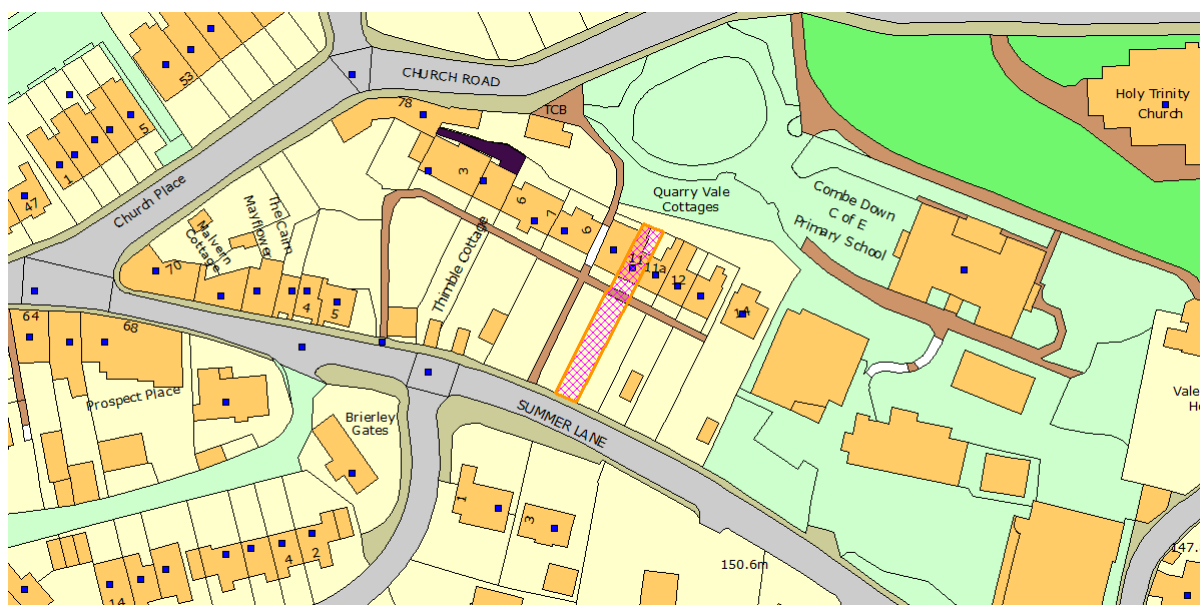 CHURCH ROAD
Holy Trinity
Church
53
78
TCB
5
1
47
Church Place
3
Quarry Vale
Cottages
Combe Down
C of E
Primary School
6
7
9
The Cairn
Mayflower
Malvern
Cottage
Thimble Cottage
11
11a
12
14
70
4
5
64
68
Prospect Place
Brierley
Gates
SUMMER LANE
Vale
1
3
4
2
14
150.6m
147.